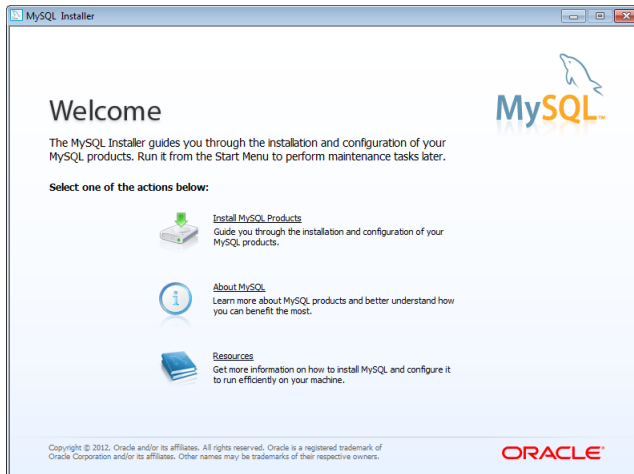 MySQL Installer
MySQL™
Welcome
The MySQL Installer guides you through the installation and configuration of your
MySQL products. Run it from the Start Menu to perform maintenance tasks later.
Select one of the actions below:
Install MySQL Products
Guide you through the installation and configuration of your
MySQL products.
About MySQL
Learn more about MySQL products and better understand how
you can benefit the most.
Resources
Get more information on how to install MySQL and configure it
to run efficiently on your machine.
Copyright © 2012, Oracle and/or its affiliates. All rights reserved. Oracle is a registered trademark of
Oracle Corporation and/or its affiliates. Other names may be trademarks of their respective owners.
ORACLE®